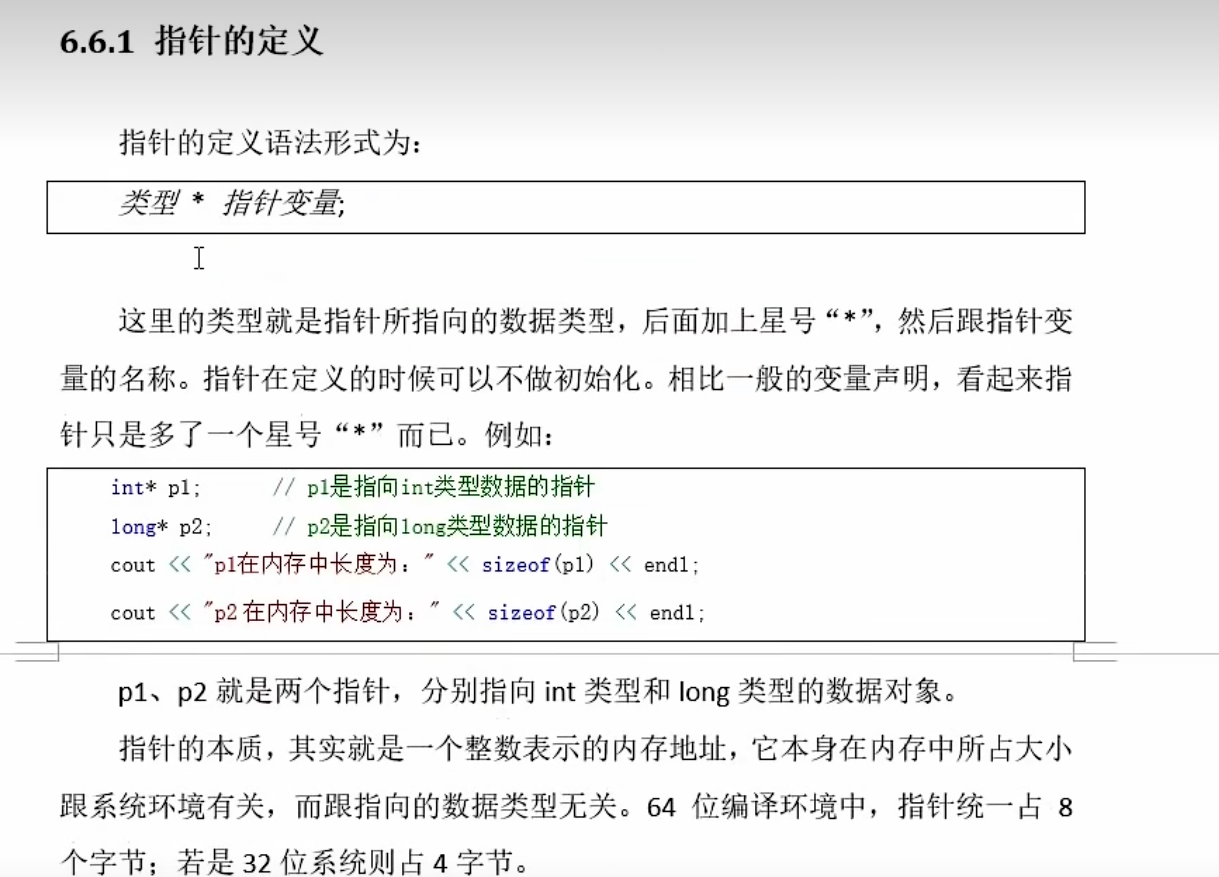 6.6.1 指针的定义
指针的定义语法形式为：
类型 * 指针变量;
这里的类型就是指针所指向的数据类型，后面加上星号“*”，然后跟指针变
量的名称。指针在定义的时候可以不做初始化。相比一般的变量声明，看起来指
针只是多了一个星号“*”而已。例如：
int* p1; // p1是指向int类型数据的指针
long* p2; // p2是指向long类型数据的指针
cout << "p1在内存中长度为：" << sizeof(p1) << endl;
cout << "p2在内存中长度为：" << sizeof(p2) << endl;
p1、p2 就是两个指针，分别指向 int 类型和 long 类型的数据对象。
指针的本质，其实就是一个整数表示的内存地址，它本身在内存中所占大小
跟系统环境有关，而跟指向的数据类型无关。64 位编译环境中，指针统一占 8
个字节；若是 32 位系统则占 4 字节。